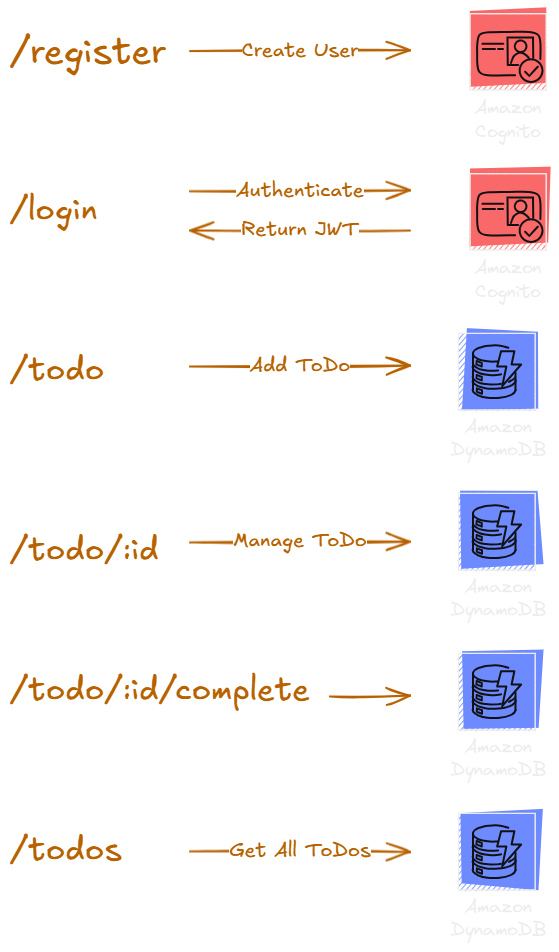 /register
Create User
Amazon
Cognito
/login
Authenticate
Return JWT
Amazon
Cognito
/todo
Add ToDo
Amazon
DynamoDB
/todo/:id
Manage ToDo
Amazon
DynamoDB
/todo/:id/complete
Amazon
DynamoDB
/todos
Get All ToDos
Amazon
DynamoDB